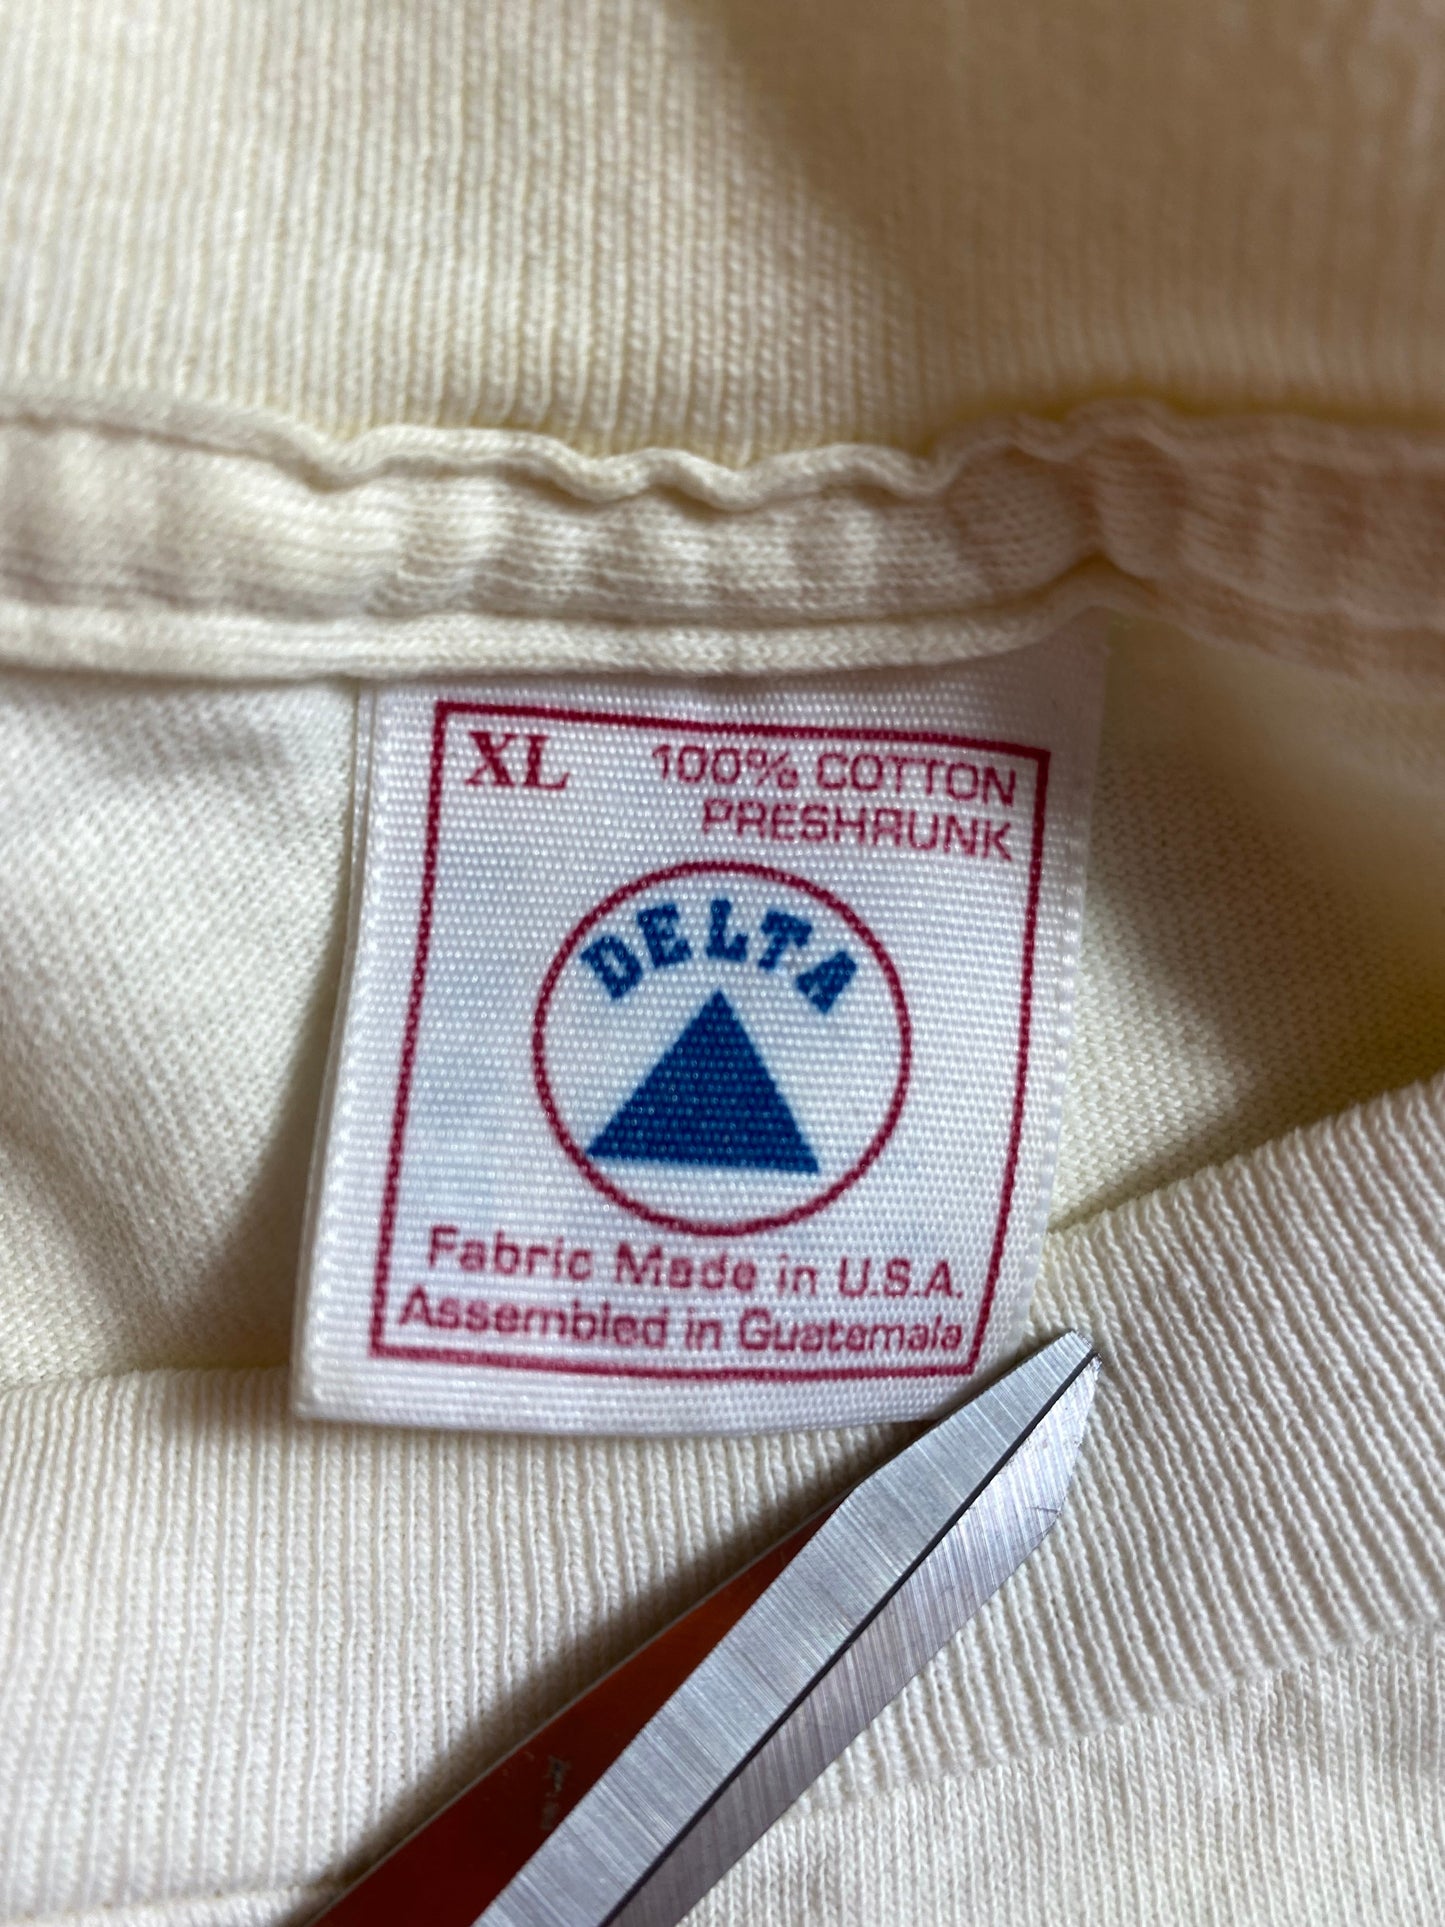 XL 100% COTTON
PRESHRUNK
DELTA
Fabric Made in U.S.A.
Assembled in Guatemala